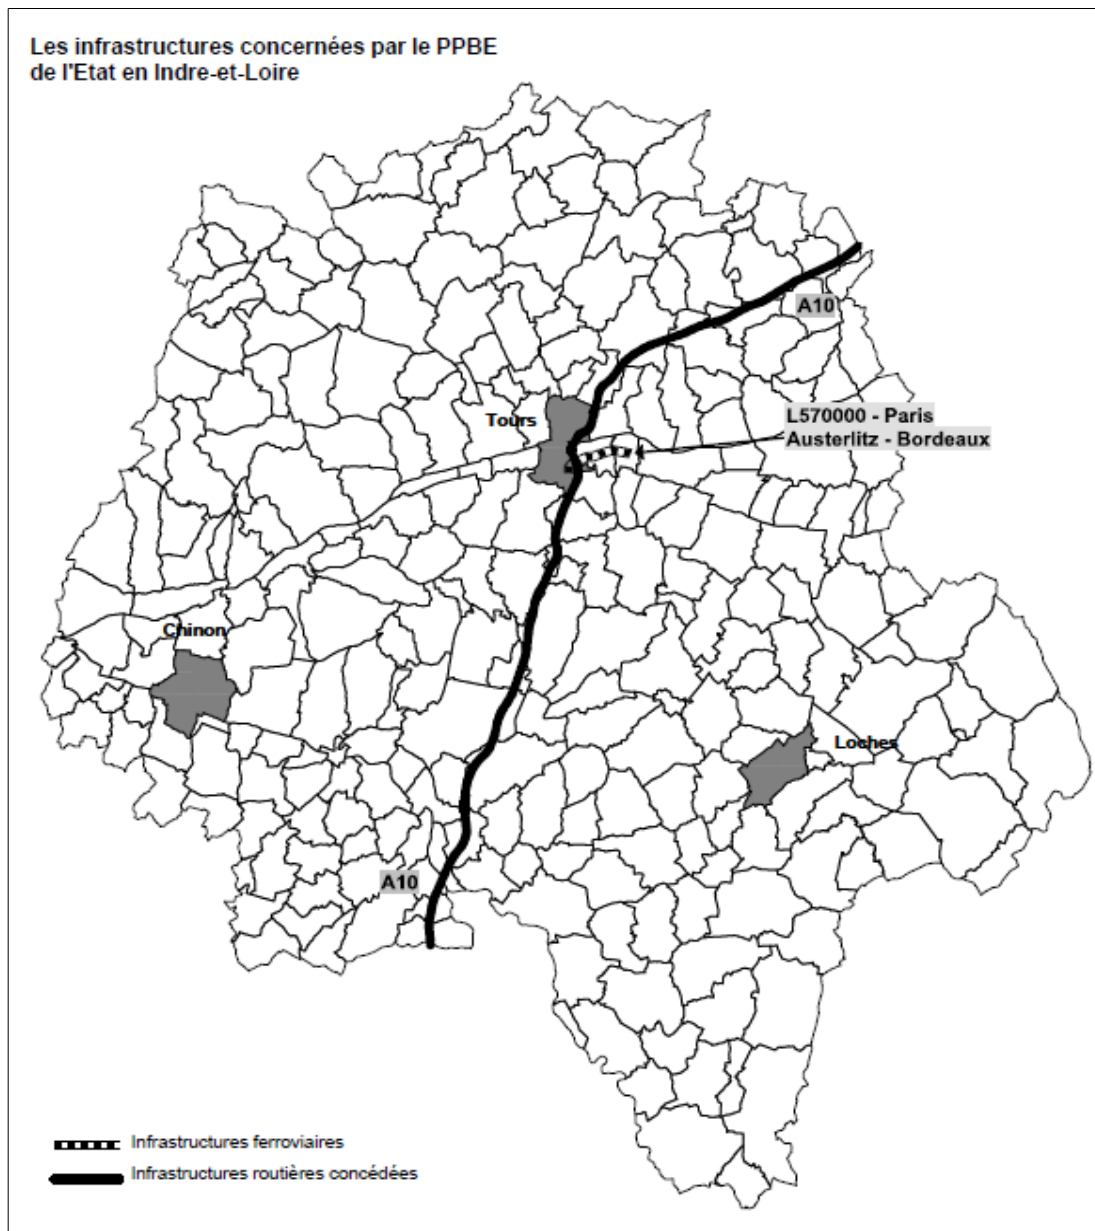 Les infrastructures concernées par le PPBE
de l'Etat en Indre-et-Loire
A10
L570000 - Paris
Austerlitz - Bordeaux
Tours
Chinon
Loches
A10
Infrastructures ferroviaires
Infrastructures routières concédées